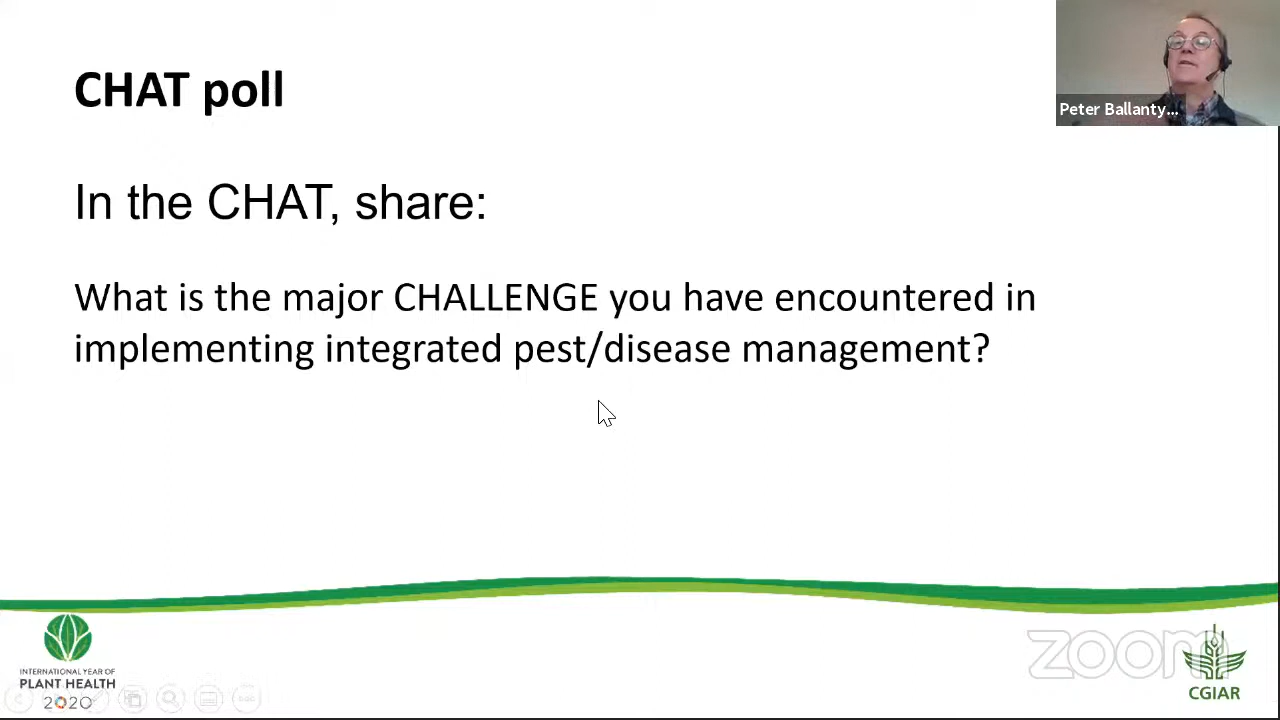 CHAT poll
Peter Ballanty...
In the CHAT, share:
What is the major CHALLENGE you have encountered in
implementing integrated pest/disease management?
INTERNATIONAL YEAR OF
PLANT HEALTH
2020
zoom
CGIAR